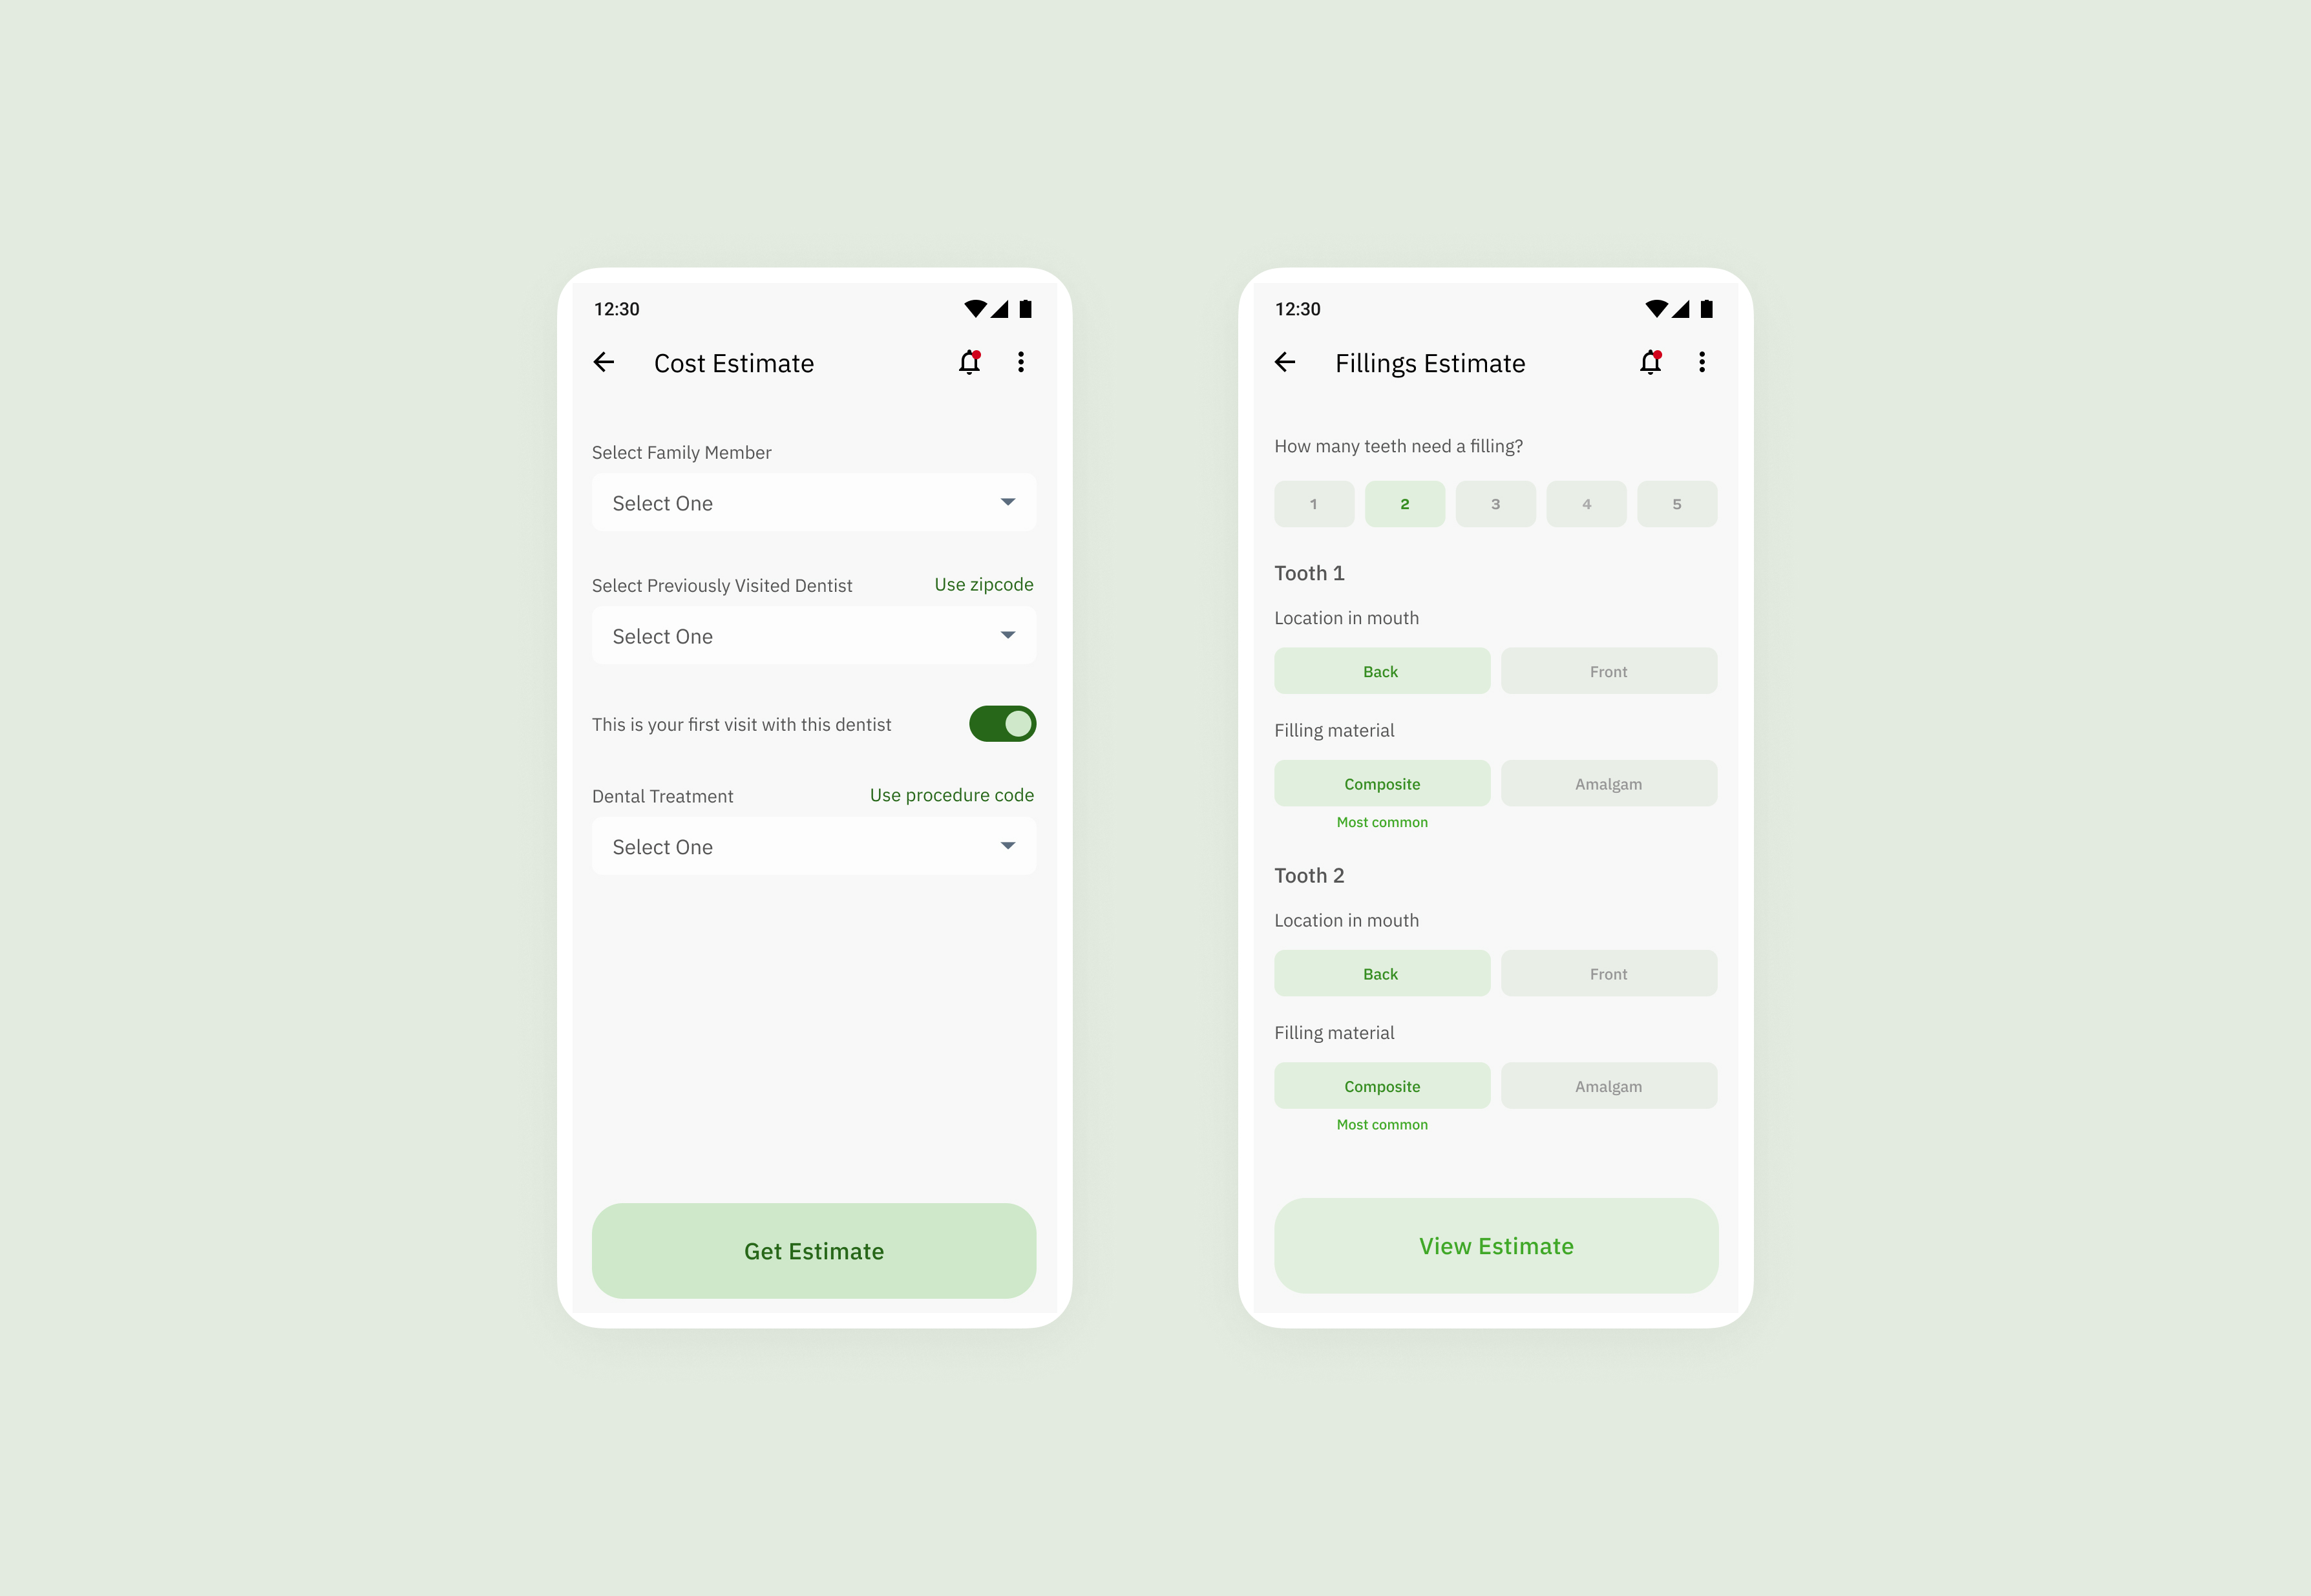 12:30
Cost Estimate
Select Family Member
Select One
Select Previously Visited Dentist Use zipcode
Select One
This is your first visit with this dentist
Dental Treatment Use procedure code
Select One
Get Estimate
12:30
Fillings Estimate
How many teeth need a filling?
1 2 3 4 5
Tooth 1
Location in mouth
Back Front
Filling material
Composite Amalgam
Most common
Tooth 2
Location in mouth
Back Front
Filling material
Composite Amalgam
Most common
View Estimate